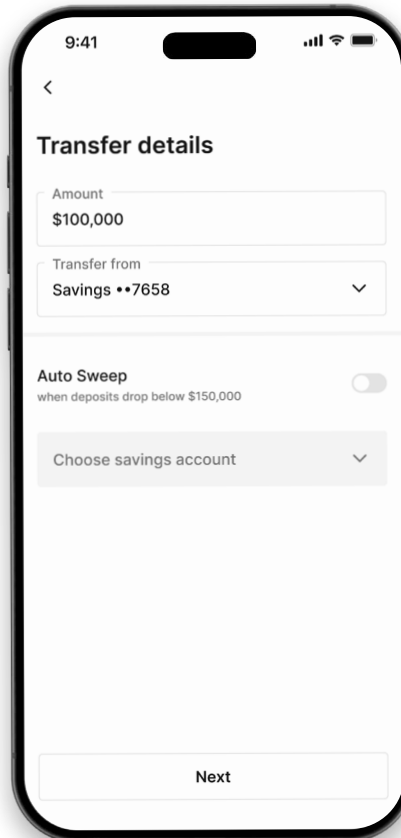 9:41
Transfer details
Amount
$100,000
Transfer from
Savings ••7658
Auto Sweep
when deposits drop below $150,000
Choose savings account
Next